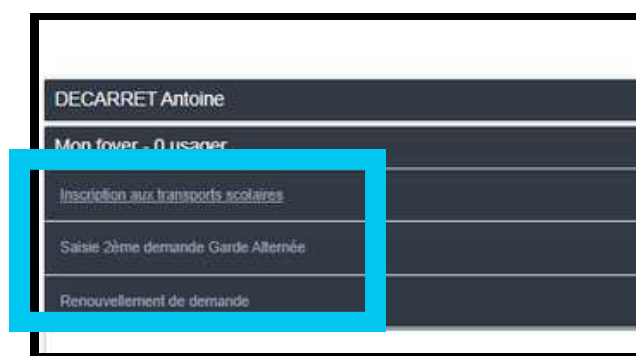 DECARRET Antoine
Mon foyer - 0 usager
Inscription aux transports scolaires
Saisie 2ème demande Garde Alternée
Renouvellement de demande